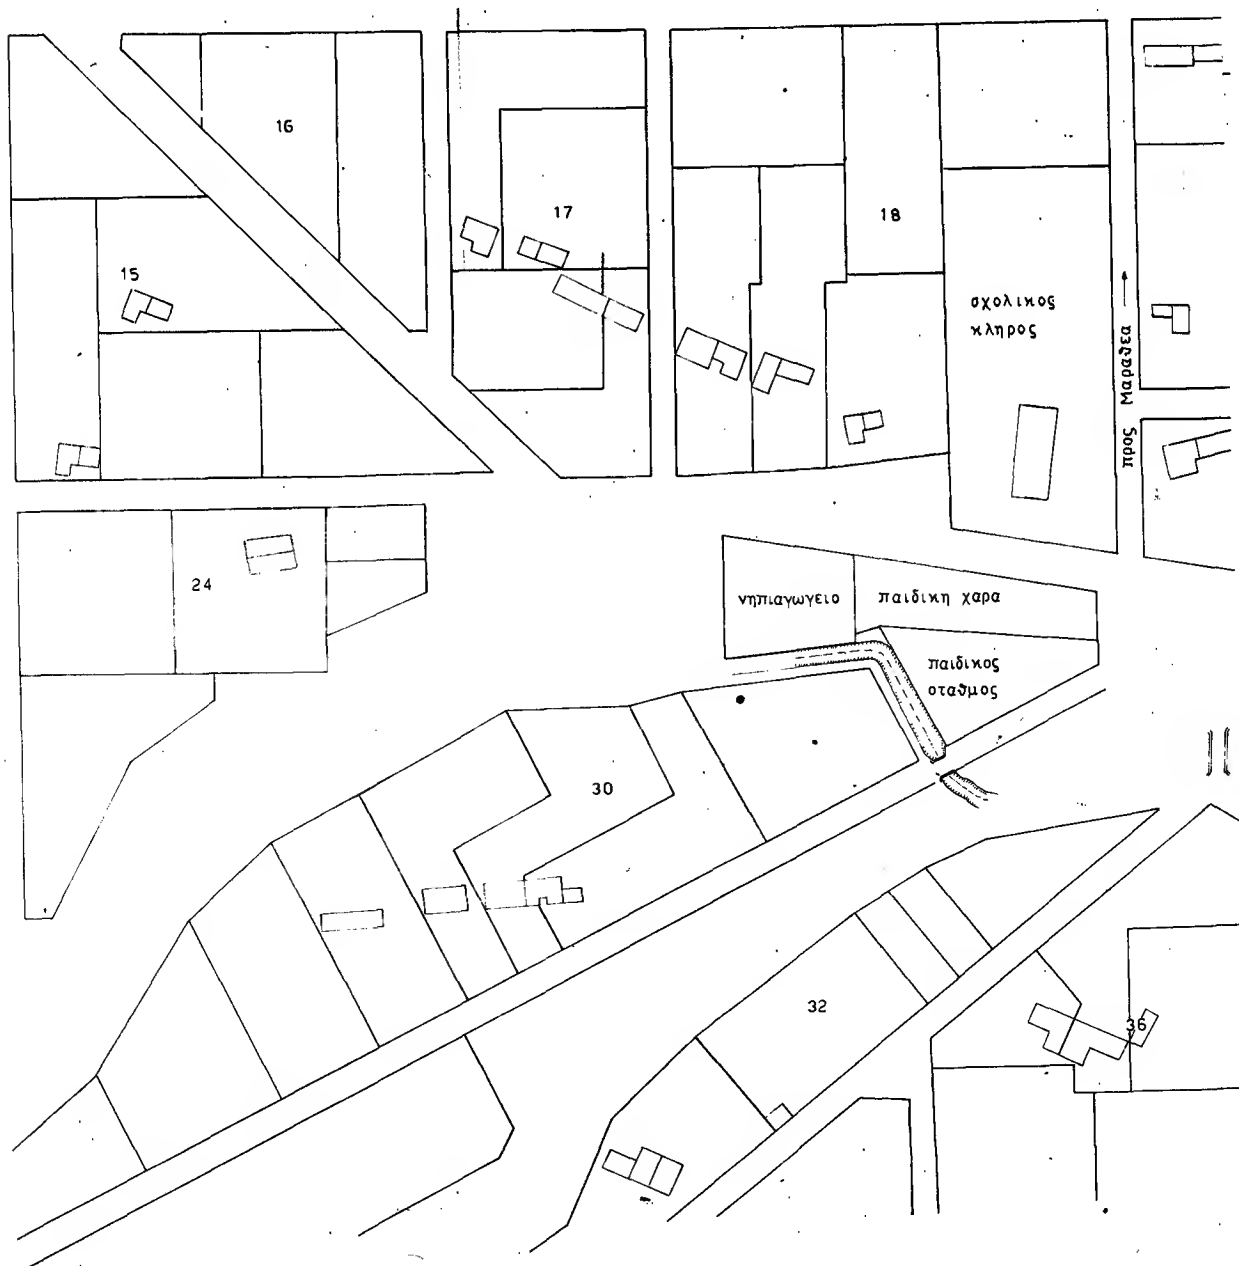 16
17
18
15
σχολικος
κληρος
προς Μαραθεα
24
νηπιαγωγειο
παιδικη χαρα
παιδικος
σταθμος
30
32
36